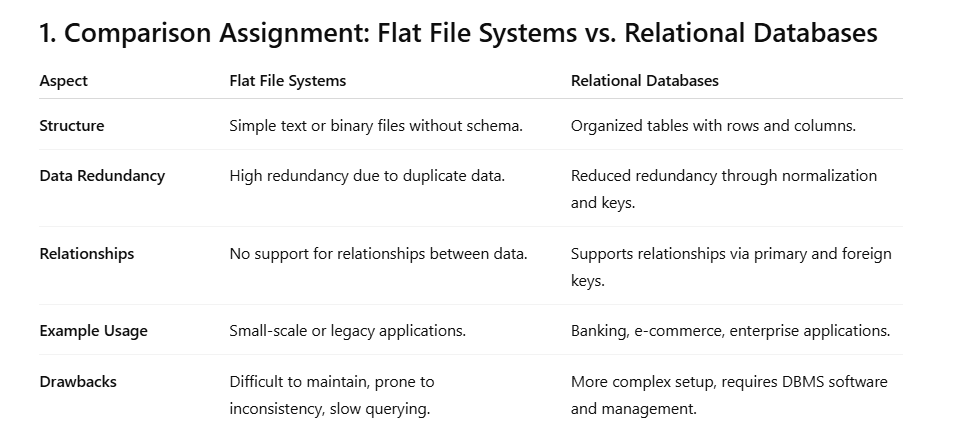 1. Comparison Assignment: Flat File Systems vs. Relational Databases
Aspect Flat File Systems Relational Databases
Structure Simple text or binary files without schema. Organized tables with rows and columns.
Data Redundancy High redundancy due to duplicate data. Reduced redundancy through normalization
and keys.
Relationships No support for relationships between data. Supports relationships via primary and foreign
keys.
Example Usage Small-scale or legacy applications. Banking, e-commerce, enterprise applications.
Drawbacks Difficult to maintain, prone to More complex setup, requires DBMS software
inconsistency, slow querying. and management.